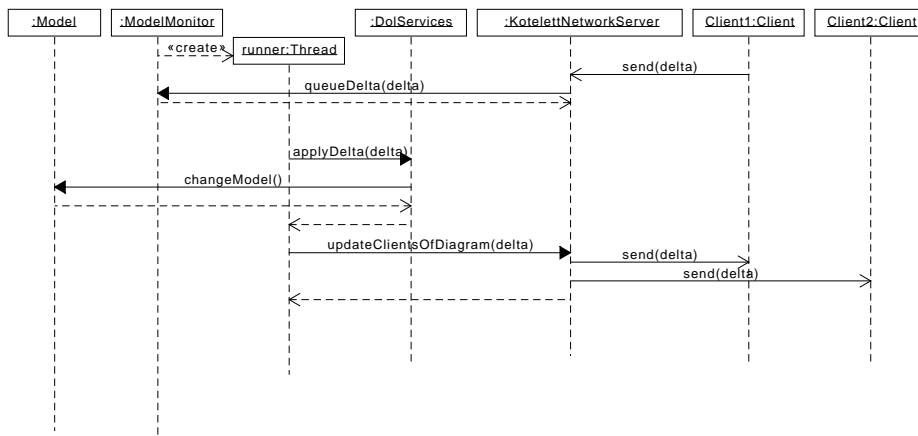 :Model
:ModelMonitor
:DolServices
:KotelettNetworkServer
Client1:Client
Client2:Client
«create»
runner:Thread
send(delta)
queueDelta(delta)
applyDelta(delta)
changeModel()
updateClientsOfDiagram(delta)
send(delta)
send(delta)